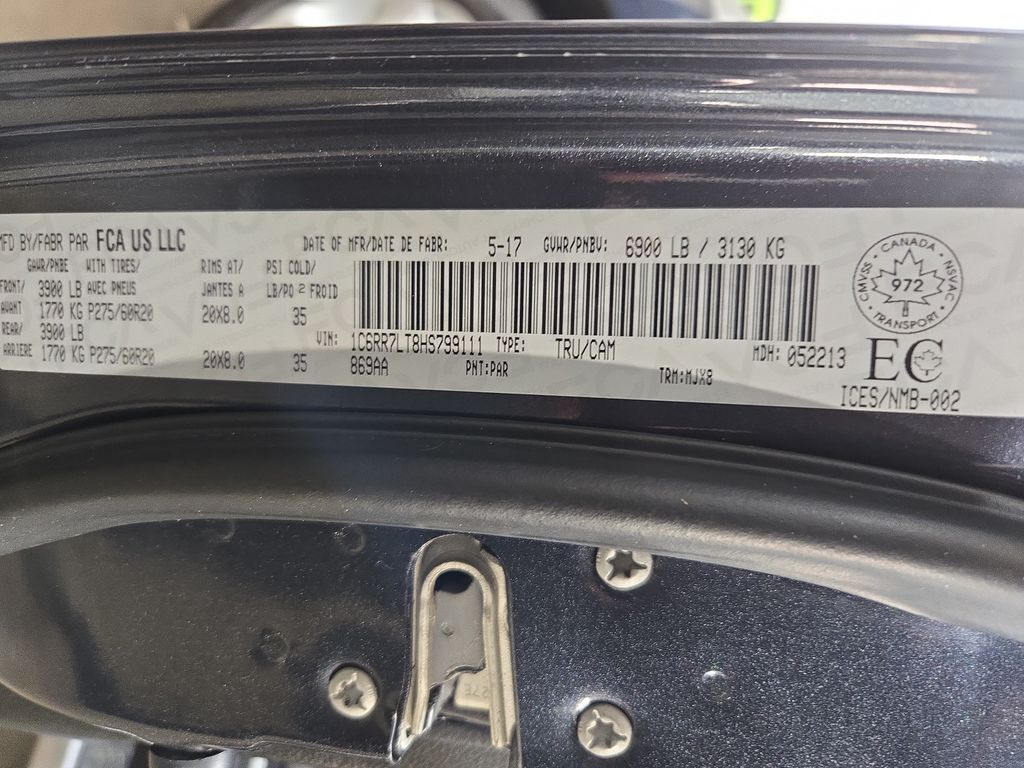 MFD BY/FABR PAR FCA US LLC
DATE OF MFR/DATE DE FABR: 5-17 GVWR/PNBV: 6900 LB / 3130 KG
GAWR/PNBE WITH TIRES/ RIMS AT/ PSI COLD/
FRONT/ 3900 LB AVEC PNEUS JANTES A LB/PO 2 FROID
AVANT 1770 KG P275/60R20 20X8.0 35
REAR/ 3900 LB
ARRIERE 1770 KG P275/60R20 20X8.0 35
VIN: 1C6RR7LT8HS799111 TYPE: TRU/CAM MDH: 052213
869AA PNT:PAR TRM:MJX8
CANADA
CMVSS 972 NSVAC
TRANSPORT
EC
ICES/NMB-002